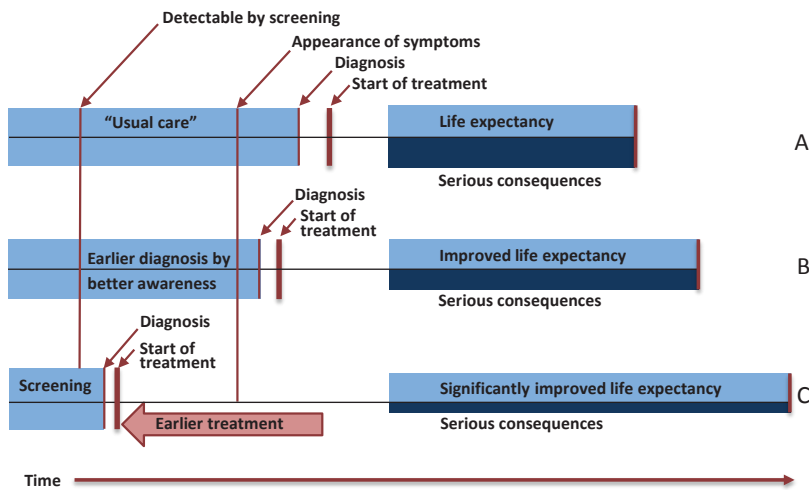 Detectable by screening
Appearance of symptoms
Diagnosis
Start of treatment
“Usual care”
Life expectancy
A
Serious consequences
Diagnosis
Start of
treatment
Earlier diagnosis by
better awareness
Improved life expectancy
B
Serious consequences
Diagnosis
Start of
treatment
Screening
Significantly improved life expectancy
C
Earlier treatment
Serious consequences
Time